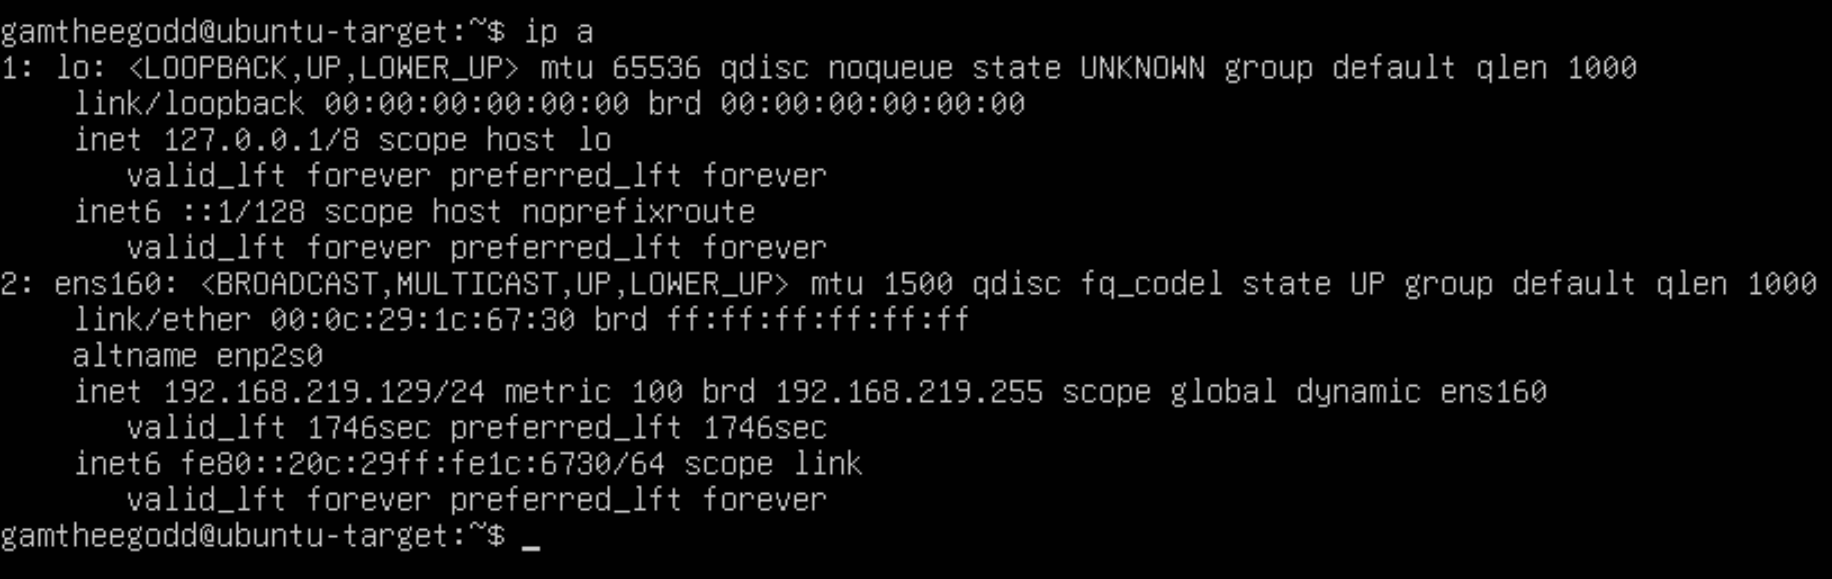 gamtheegodd@ubuntu-target:~$ ip a
1: lo: <LOOPBACK,UP,LOWER_UP> mtu 65536 qdisc noqueue state UNKNOWN group default qlen 1000
    link/loopback 00:00:00:00:00:00 brd 00:00:00:00:00:00
    inet 127.0.0.1/8 scope host lo
       valid_lft forever preferred_lft forever
    inet6 ::1/128 scope host noprefixroute
       valid_lft forever preferred_lft forever
2: ens160: <BROADCAST,MULTICAST,UP,LOWER_UP> mtu 1500 qdisc fq_codel state UP group default qlen 1000
    link/ether 00:0c:29:1c:67:30 brd ff:ff:ff:ff:ff:ff
    altname enp2s0
    inet 192.168.219.129/24 metric 100 brd 192.168.219.255 scope global dynamic ens160
       valid_lft 1746sec preferred_lft 1746sec
    inet6 fe80::20c:29ff:fe1c:6730/64 scope link
       valid_lft forever preferred_lft forever
gamtheegodd@ubuntu-target:~$ _